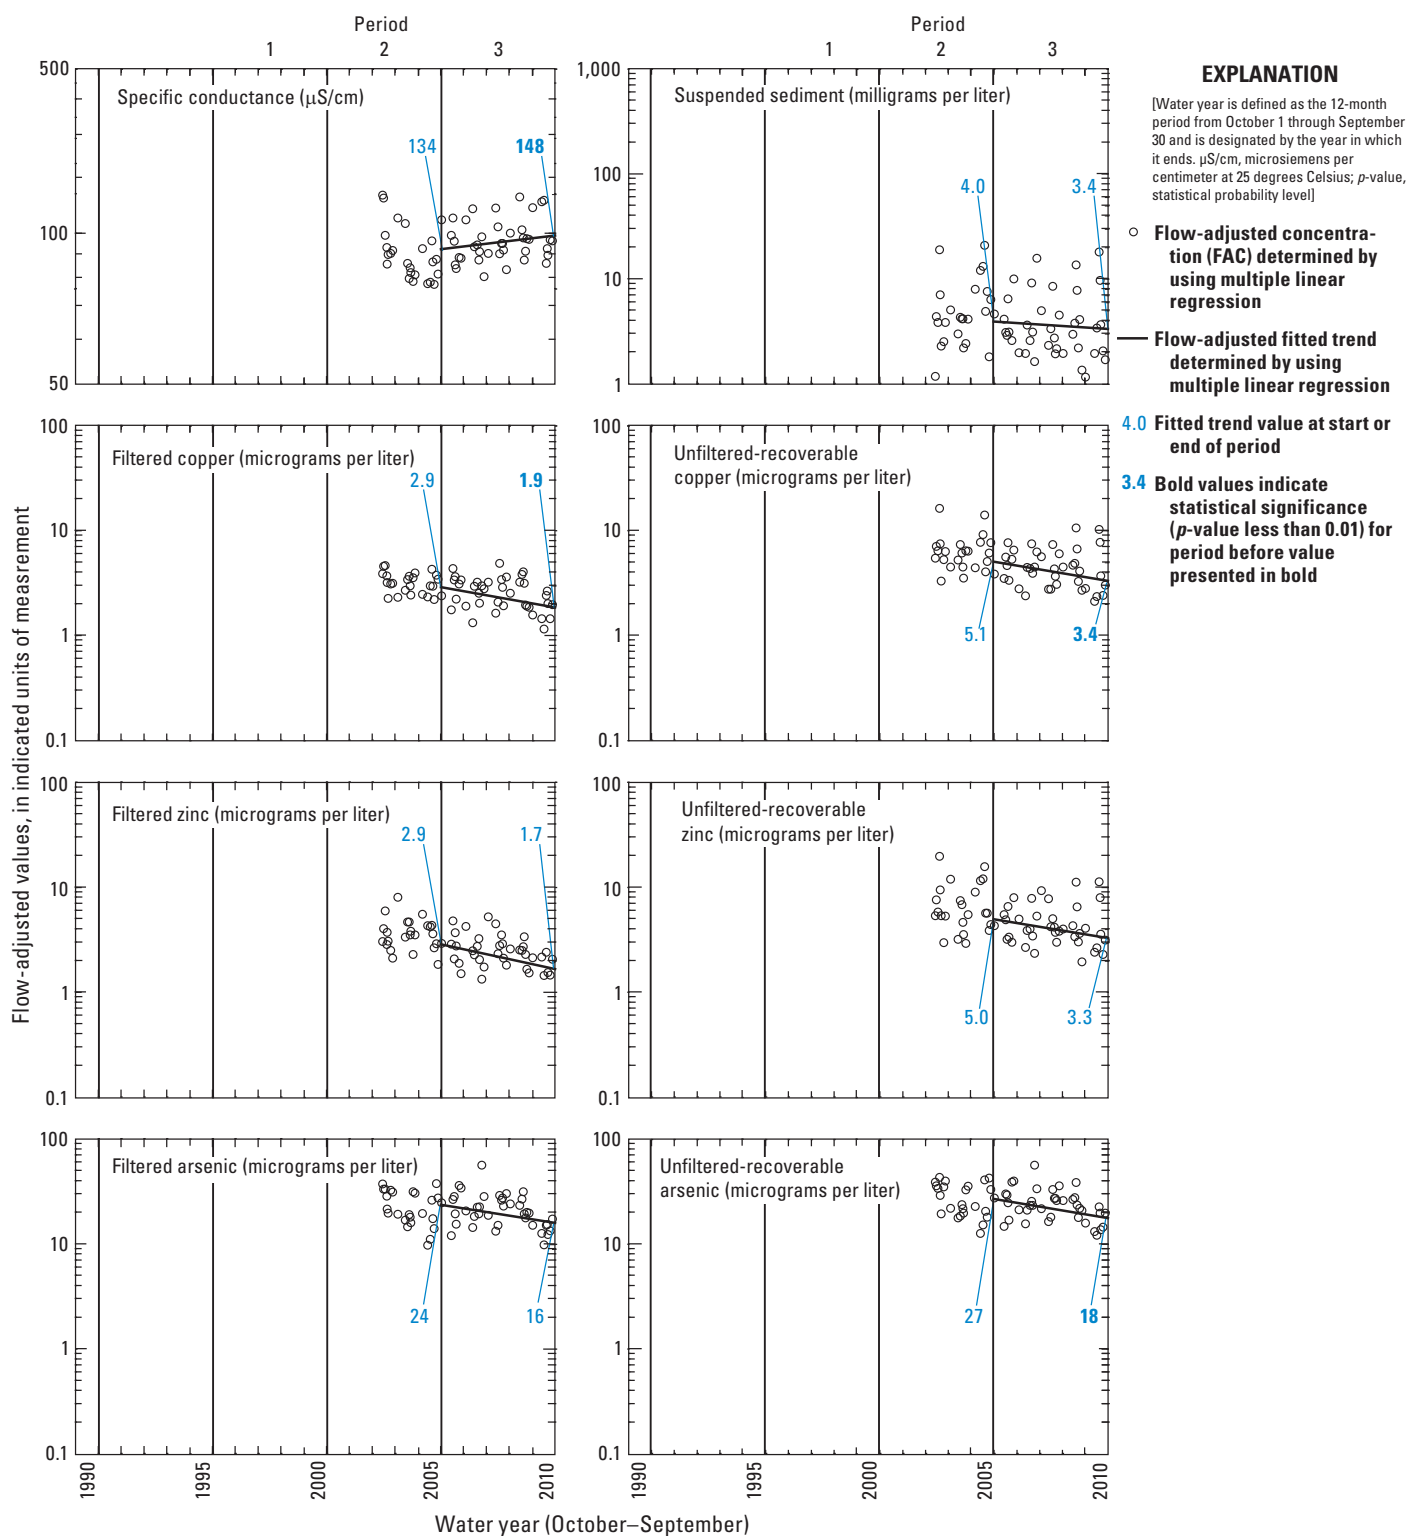 Period
1 2 3
Period
1 2 3
500
100
50
Specific conductance (µS/cm)
134
148
1,000
100
10
1
Suspended sediment (milligrams per liter)
4.0
3.4
EXPLANATION
[Water year is defined as the 12-month
period from October 1 through September
30 and is designated by the year in which
it ends. µS/cm, microsiemens per
centimeter at 25 degrees Celsius; p-value,
statistical probability level]
Flow-adjusted concentra-
tion (FAC) determined by
using multiple linear
regression
Flow-adjusted fitted trend
determined by using
multiple linear regression
4.0 Fitted trend value at start or
end of period
3.4 Bold values indicate
statistical significance
(p-value less than 0.01) for
period before value
presented in bold
Flow-adjusted values, in indicated units of measrement
100
10
1
0.1
Filtered copper (micrograms per liter)
2.9
1.9
100
10
1
0.1
Unfiltered-recoverable
copper (micrograms per liter)
5.1
3.4
100
10
1
0.1
Filtered zinc (micrograms per liter)
2.9
1.7
100
10
1
0.1
Unfiltered-recoverable
zinc (micrograms per liter)
5.0
3.3
100
10
1
0.1
Filtered arsenic (micrograms per liter)
24
16
100
10
1
0.1
Unfiltered-recoverable
arsenic (micrograms per liter)
27
18
1990 1995 2000 2005 2010
1990 1995 2000 2005 2010
Water year (October–September)